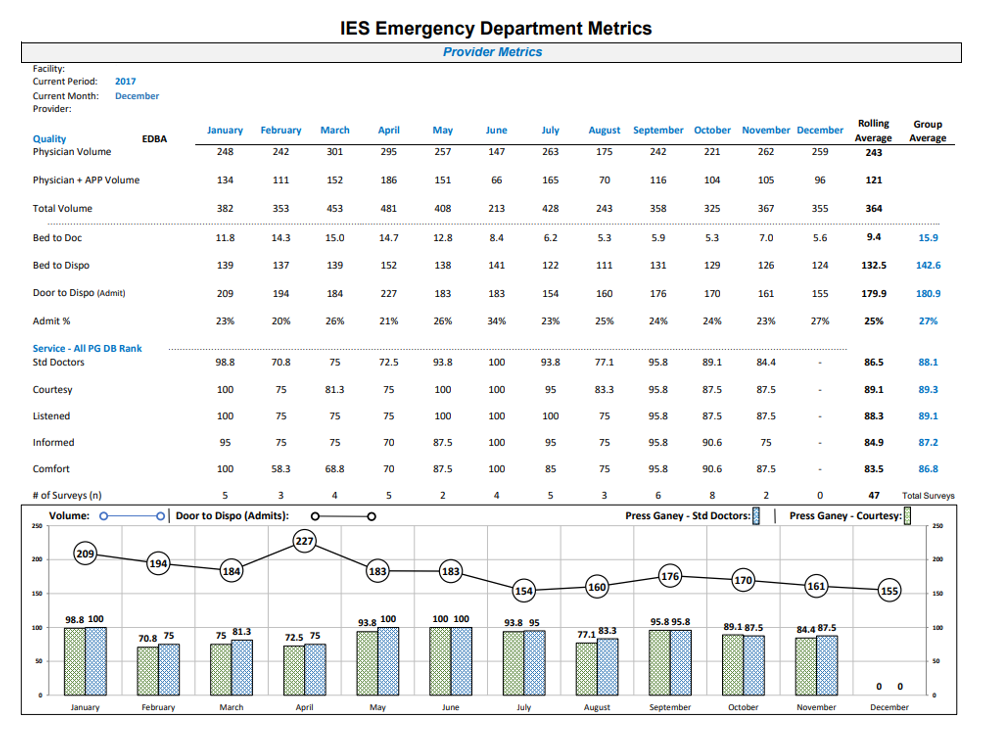 IES Emergency Department Metrics
Provider Metrics
Facility:
Current Period: 2017
Current Month: December
Provider:
Quality EDBA January February March April May June July August September October November December Rolling Average Group Average
Physician Volume 248 242 301 295 257 147 263 175 242 221 262 259 243
Physician + APP Volume 134 111 152 186 151 66 165 70 116 104 105 96 121
Total Volume 382 353 453 481 408 213 428 243 358 325 367 355 364
Bed to Doc 11.8 14.3 15.0 14.7 12.8 8.4 6.2 5.3 5.9 5.3 7.0 5.6 9.4 15.9
Bed to Dispo 139 137 139 152 138 141 122 111 131 129 126 124 132.5 142.6
Door to Dispo (Admit) 209 194 184 227 183 183 154 160 176 170 161 155 179.9 180.9
Admit % 23% 20% 26% 21% 26% 34% 23% 25% 24% 24% 23% 27% 25% 27%
Service - All PG DB Rank
Std Doctors 98.8 70.8 75 72.5 93.8 100 93.8 77.1 95.8 89.1 84.4 - 86.5 88.1
Courtesy 100 75 81.3 75 100 100 95 83.3 95.8 87.5 87.5 - 89.1 89.3
Listened 100 75 75 75 100 100 100 75 95.8 87.5 87.5 - 88.3 89.1
Informed 95 75 75 70 87.5 100 95 75 95.8 90.6 75 - 84.9 87.2
Comfort 100 58.3 68.8 70 87.5 100 85 75 95.8 90.6 87.5 - 83.5 86.8
# of Surveys (n) 5 3 4 5 2 4 5 3 6 8 2 0 47 Total Surveys
Volume: Door to Dispo (Admits): Press Ganey - Std Doctors: Press Ganey - Courtesy:
250 250
227
209
200 200
194 184 183 183 176 170 161
154 160 155
150 150
98.8 100 70.8 75 75 81.3 72.5 75 93.8 100 100 100 93.8 95 77.1 83.3 95.8 95.8 89.1 87.5 84.4 87.5 0 0
100 100
50 50
0 0
January February March April May June July August September October November December